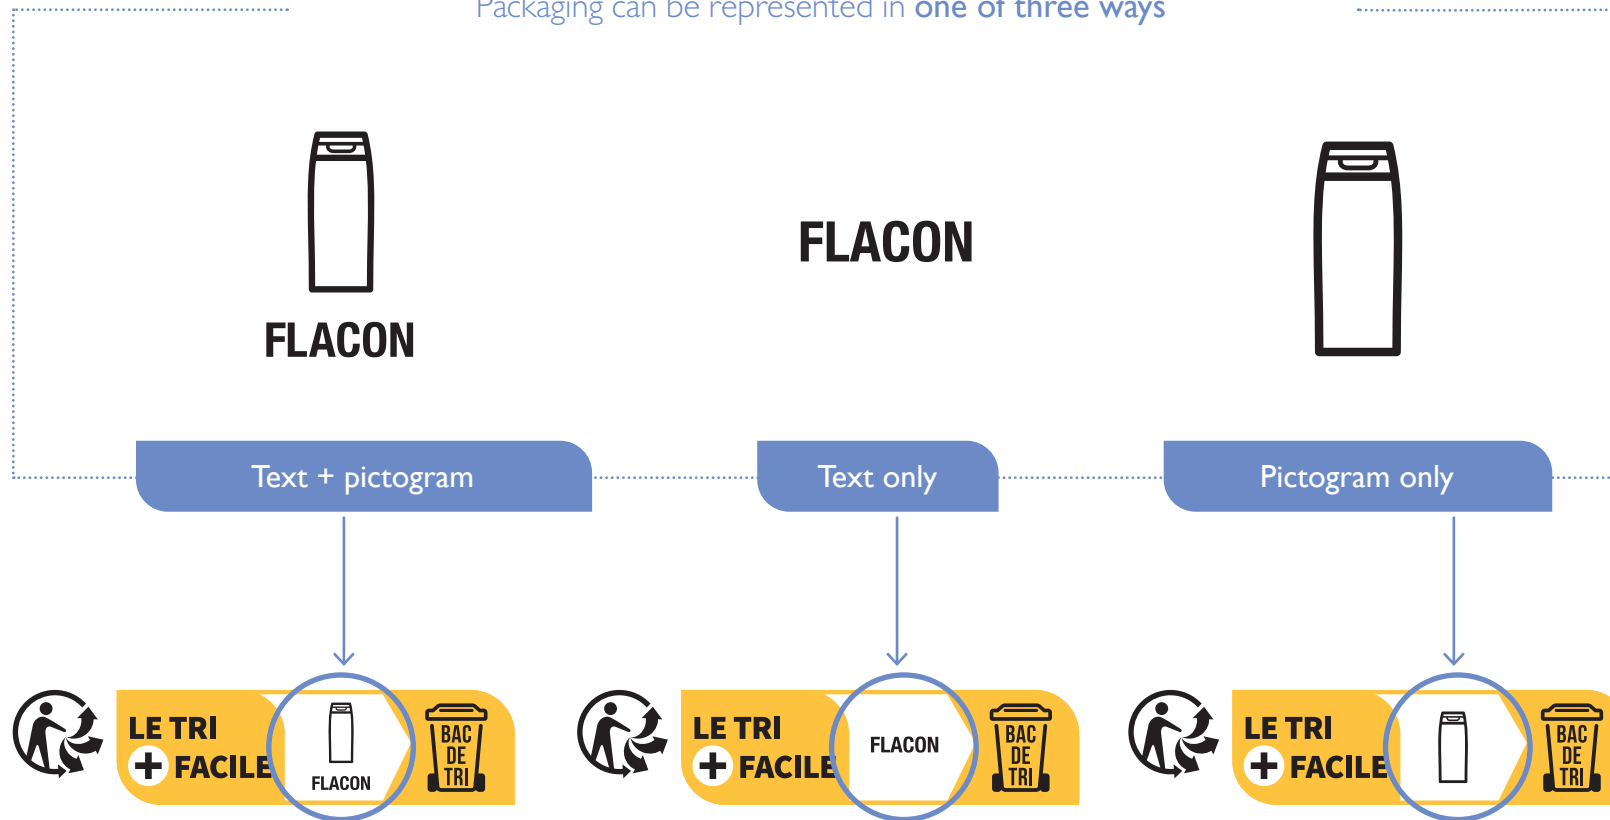 Packaging can be represented in one of three ways
FLACON
FLACON
Text + pictogram
Text only
Pictogram only
LE TRI
+ FACILE
FLACON
BAC
DE
TRI
LE TRI
+ FACILE
FLACON
BAC
DE
TRI
LE TRI
+ FACILE
BAC
DE
TRI